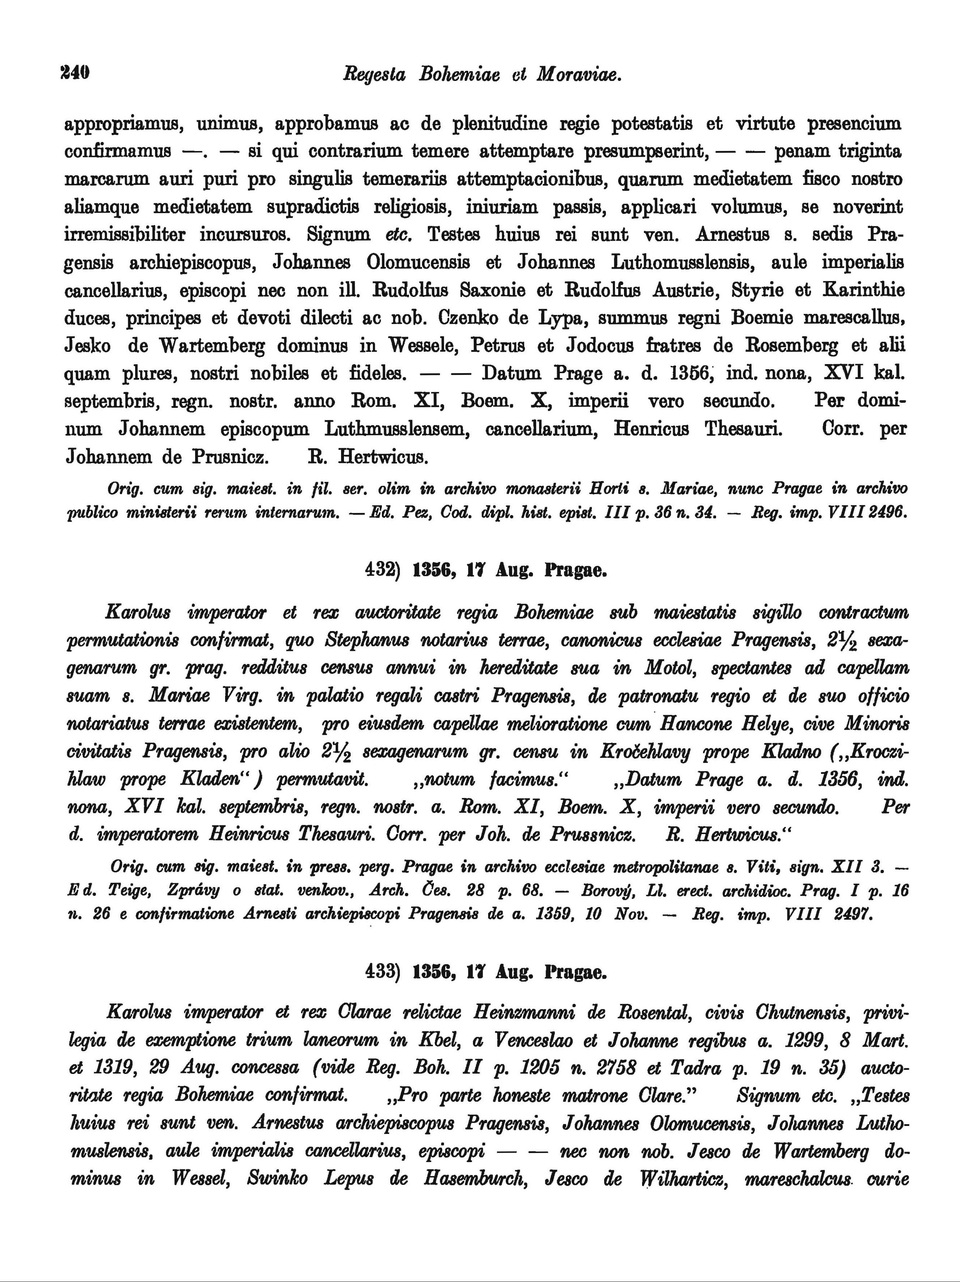 240 Regesta Bohemiae et Moraviae.
appropriamus, unimus, approbamus ac de plenitudine regie potestatis et virtute presencium
confirmamus —. — si qui contrarium temere attemptare presumpserint, — — penam triginta
marcarum auri puri pro singulis temerariis attemptacionibus, quarum medietatem fisco nostro
aliamque medietatem supradictis religiosis, iniuriam passis, applicari volumus, se noverint
irremissibiliter incursuros. Signum etc. Testes huius rei sunt ven. Arnestus s. sedis Pra-
gensis archiepiscopus, Johannes Olomucensis et Johannes Luthomusslensis, aule imperialis
cancellarius, episcopi nec non ill. Rudolfus Saxonie et Rudolfus Austrie, Styrie et Karinthie
duces, principes et devoti dilecti ac nob. Czenko de Lypa, summus regni Boemie marescallus,
Jesko de Wartemberg dominus in Wessele, Petrus et Jodocus fratres de Rosemberg et alii
quam plures, nostri nobiles et fideles. — — Datum Prage a. d. 1356, ind. nona, XVI kal.
septembris, regn. nostr. anno Rom. XI, Boem. X, imperii vero secundo. Per domi-
num Johannem episcopum Luthmusslensem, cancellarium, Henricus Thesauri. Corr. per
Johannem de Prusnicz. R. Hertwicus.
Orig. cum sig. maiest. in fil. ser. olim in archivo monasterii Horti s. Mariae, nunc Pragae in archivo
publico ministerii rerum internarum. — Ed. Pez, Cod. dipl. hist. epist. III p. 36 n. 34. — Reg. imp. VIII 2496.
432) 1356, 17 Aug. Pragae.
Karolus imperator et rex auctoritate regia Bohemiae sub maiestatis sigillo contractum
permutationis confirmat, quo Stephanus notarius terrae, canonicus ecclesiae Pragensis, 2½ sexa-
genarum gr. prag. redditus census annui in hereditate sua in Motol, spectantes ad capellam
suam s. Mariae Virg. in palatio regali castri Pragensis, de patronatu regio et de suo officio
notariatus terrae existentem, pro eiusdem capellae melioratione cum Hancone Helye, cive Minoris
civitatis Pragensis, pro alio 2½ sexagenarum gr. censu in Kročehlavy prope Kladno („Kroczi-
hlaw prope Kladen“) permutavit. „notum facimus.“ „Datum Prage a. d. 1356, ind.
nona, XVI kal. septembris, regn. nostr. a. Rom. XI, Boem. X, imperii vero secundo. Per
d. imperatorem Heinricus Thesauri. Corr. per Joh. de Prussnicz. R. Hertwicus.“
Orig. cum sig. maiest. in press. perg. Pragae in archivo ecclesiae metropolitanae s. Viti, sign. XII 3. —
Ed. Teige, Zprávy o stat. venkov., Arch. Čes. 28 p. 68. — Borový, Ll. erect. archidioc. Prag. I p. 16
n. 26 e confirmatione Arnesti archiepiscopi Pragensis de a. 1359, 10 Nov. — Reg. imp. VIII 2497.
433) 1356, 17 Aug. Pragae.
Karolus imperator et rex Clarae relictae Heinzmanni de Rosental, civis Chutnensis, privi-
legia de exemptione trium laneorum in Kbel, a Venceslao et Johanne regibus a. 1299, 8 Mart.
et 1319, 29 Aug. concessa (vide Reg. Boh. II p. 1205 n. 2758 et Tadra p. 19 n. 35) aucto-
ritate regia Bohemiae confirmat. „Pro parte honeste matrone Clare.” Signum etc. „Testes
huius rei sunt ven. Arnestus archiepiscopus Pragensis, Johannes Olomucensis, Johannes Lutho-
muslensis, aule imperialis cancellarius, episcopi — — nec non nob. Jesco de Wartemberg do-
minus in Wessel, Swinko Lepus de Hasemburch, Jesco de Wilharticz, mareschalcus curie